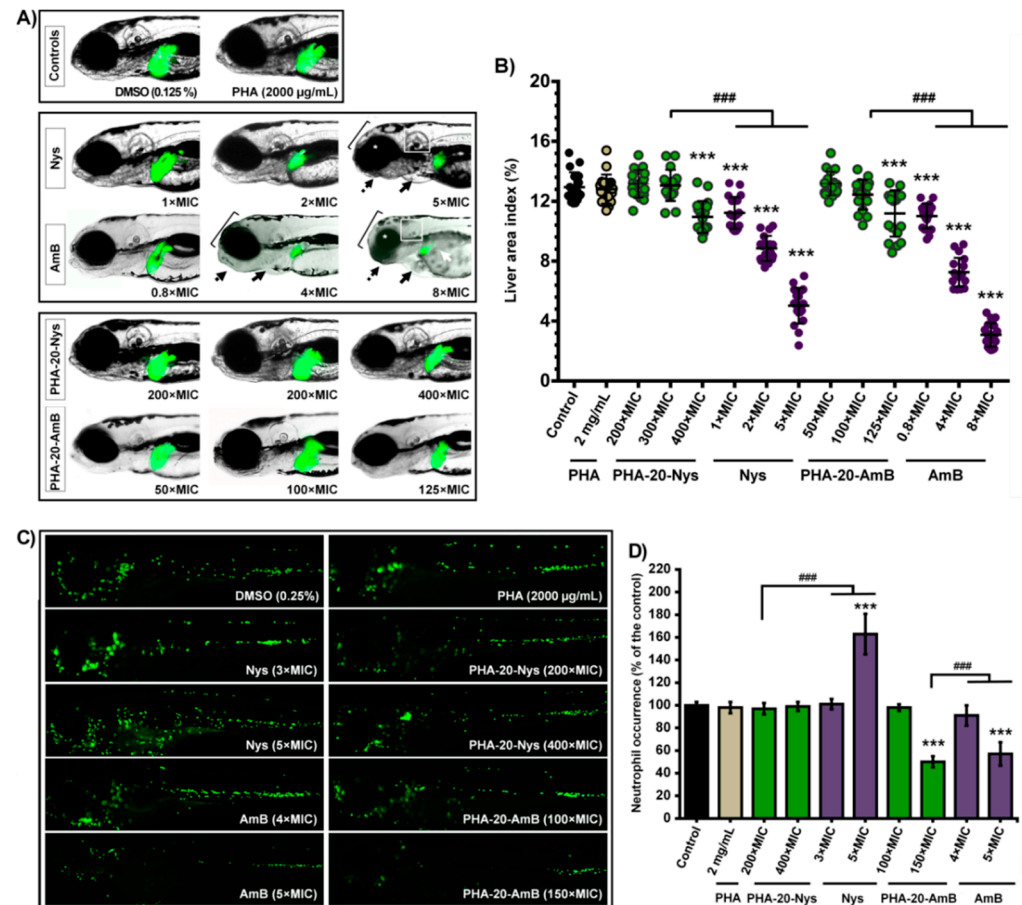 A)
Controls
DMSO (0.125 %)
PHA (2000 µg/mL)
Nys
1×MIC
2×MIC
5×MIC
AmB
0.8×MIC
4×MIC
8×MIC
PHA-20-Nys
200×MIC
200×MIC
400×MIC
PHA-20-AmB
50×MIC
100×MIC
125×MIC
B)
Liver area index (%)
20
16
12
8
4
0
###
###
***
***
***
***
***
***
***
***
Control
2 mg/mL
200×MIC
300×MIC
400×MIC
1×MIC
2×MIC
5×MIC
50×MIC
100×MIC
125×MIC
0.8×MIC
4×MIC
8×MIC
PHA
PHA-20-Nys
Nys
PHA-20-AmB
AmB
C)
DMSO (0.25%)
PHA (2000 µg/mL)
Nys (3×MIC)
PHA-20-Nys (200×MIC)
Nys (5×MIC)
PHA-20-Nys (400×MIC)
AmB (4×MIC)
PHA-20-AmB (100×MIC)
AmB (5×MIC)
PHA-20-AmB (150×MIC)
D)
Neutrophil occurrence (% of the control)
220
200
180
160
140
120
100
80
60
40
20
0
###
***
###
***
***
Control
2 mg/mL
200×MIC
400×MIC
3×MIC
5×MIC
100×MIC
150×MIC
4×MIC
5×MIC
PHA
PHA-20-Nys
Nys
PHA-20-AmB
AmB